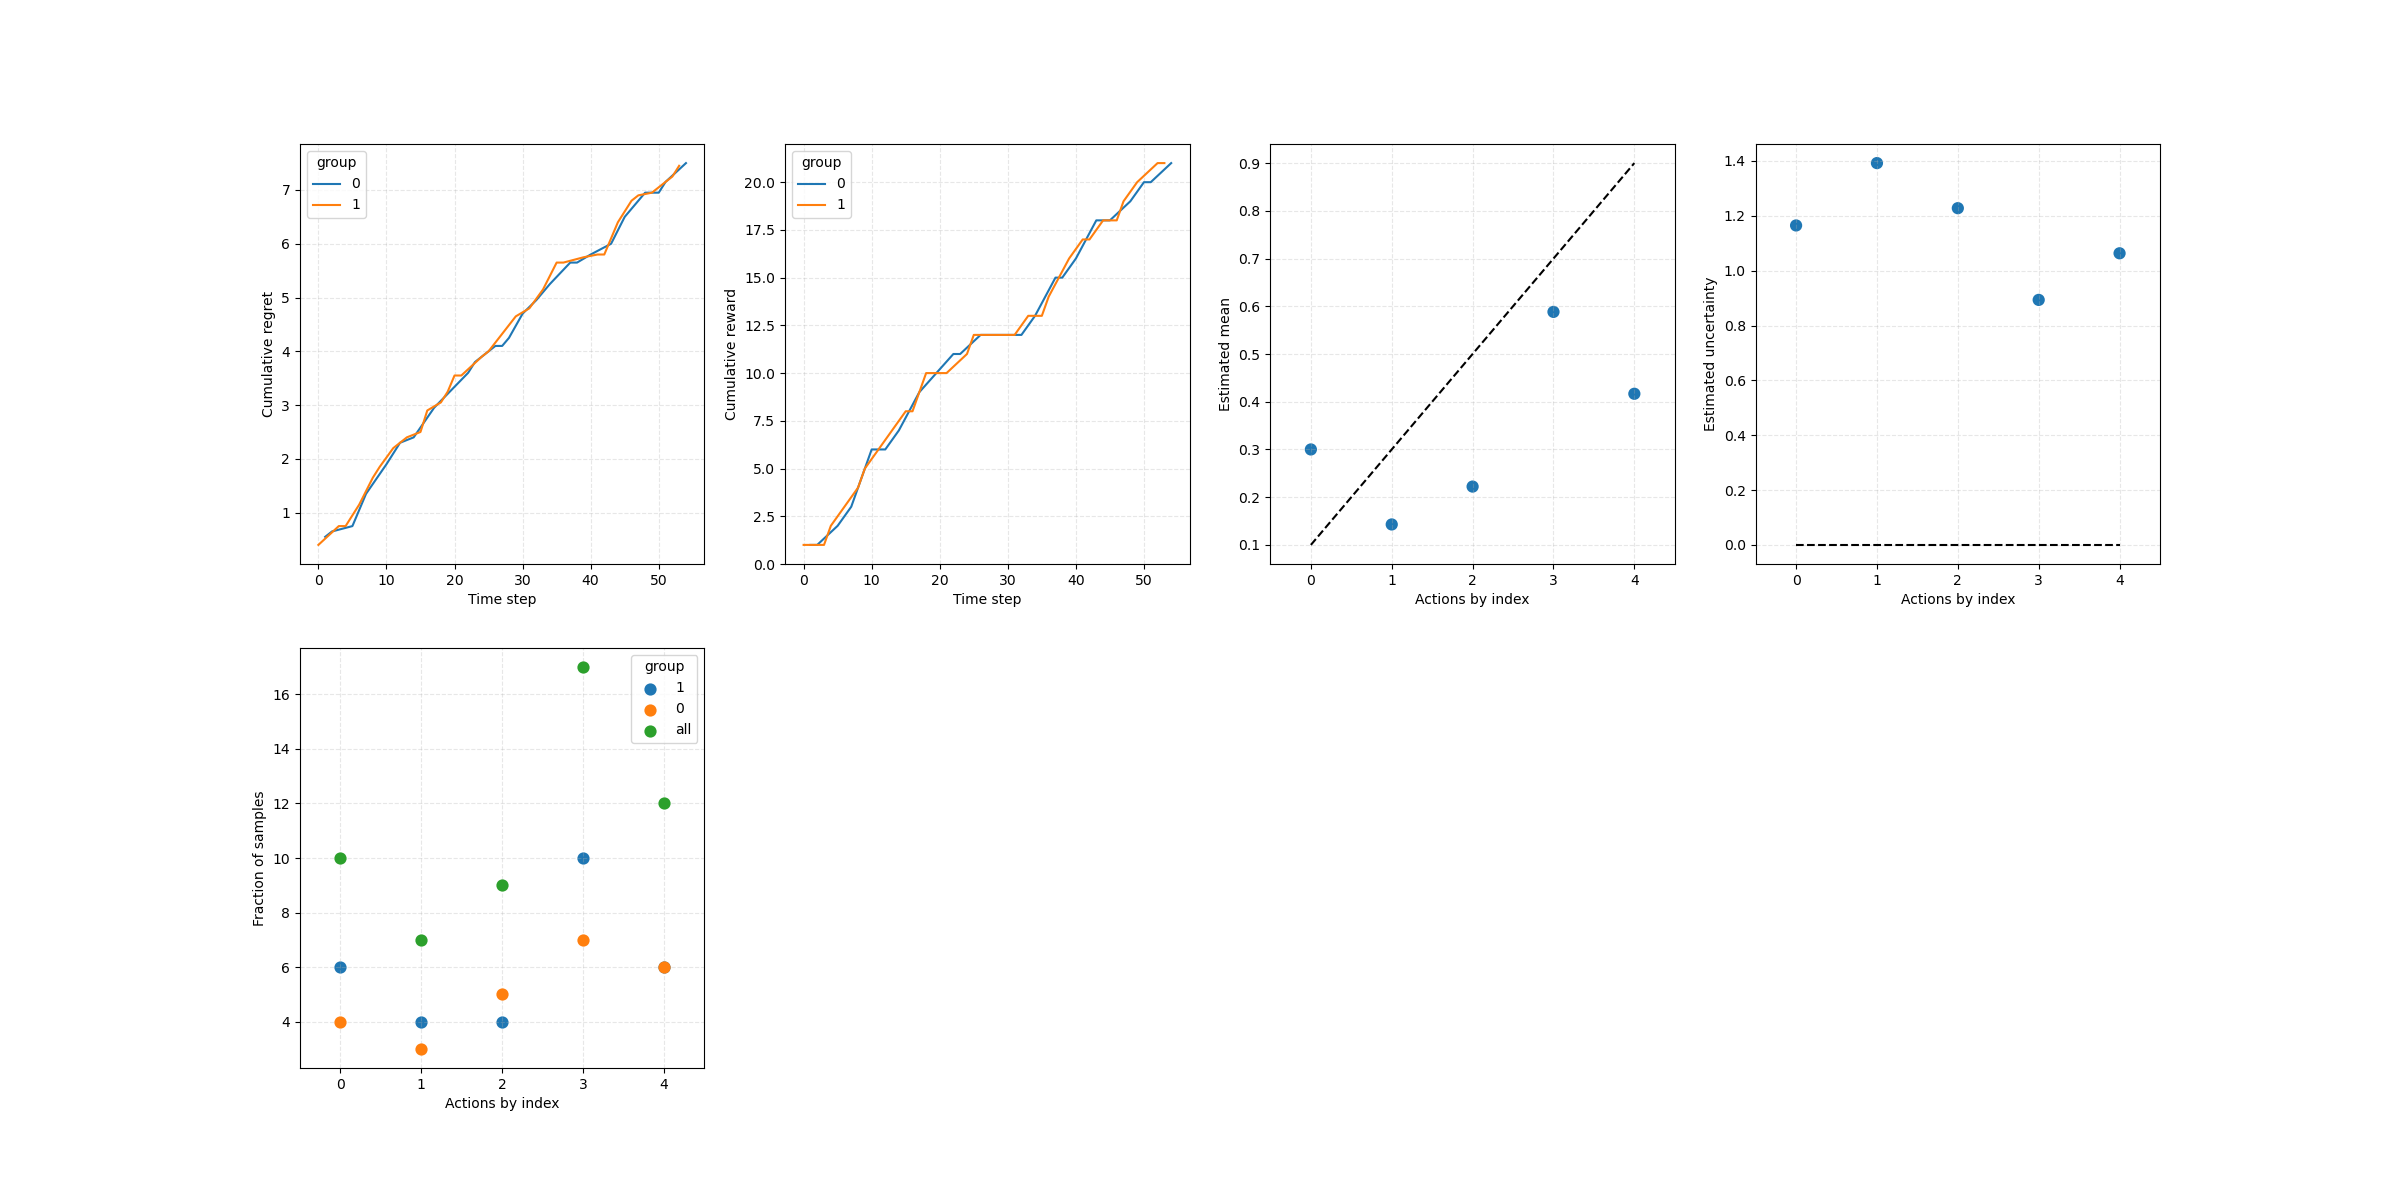 group
0
1
7
6
5
4
3
2
1
0 10 20 30 40 50
Time step
Cumulative regret
group
0
1
20.0
17.5
15.0
12.5
10.0
7.5
5.0
2.5
0.0
0 10 20 30 40 50
Time step
Cumulative reward
0.9
0.8
0.7
0.6
0.5
0.4
0.3
0.2
0.1
0 1 2 3 4
Actions by index
Estimated mean
1.4
1.2
1.0
0.8
0.6
0.4
0.2
0.0
0 1 2 3 4
Actions by index
Estimated uncertainty
group
1
0
all
16
14
12
10
8
6
4
0 1 2 3 4
Actions by index
Fraction of samples